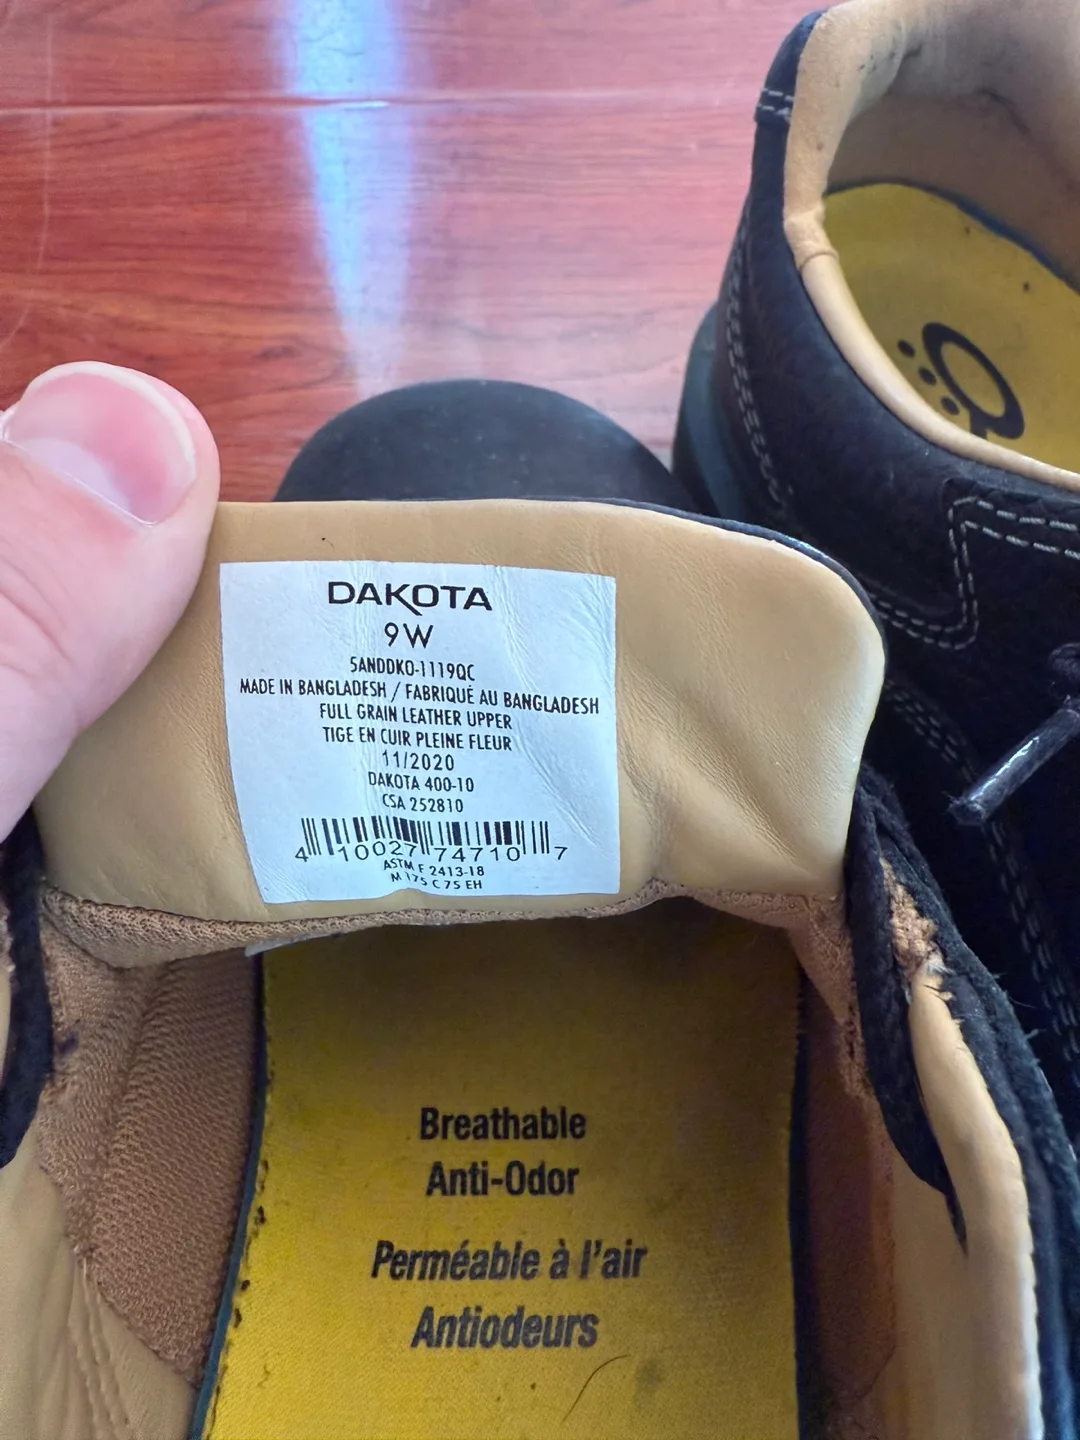 DAKOTA
9W
5ANDDKO-1119QC
MADE IN BANGLADESH / FABRIQUÉ AU BANGLADESH
FULL GRAIN LEATHER UPPER
TIGE EN CUIR PLEINE FLEUR
11/2020
DAKOTA 400-10
CSA 252810
4 10027 74710 7
ASTM F 2413-18
M I75 C 75 EH
Breathable
Anti-Odor
Perméable à l'air
Antiodeurs